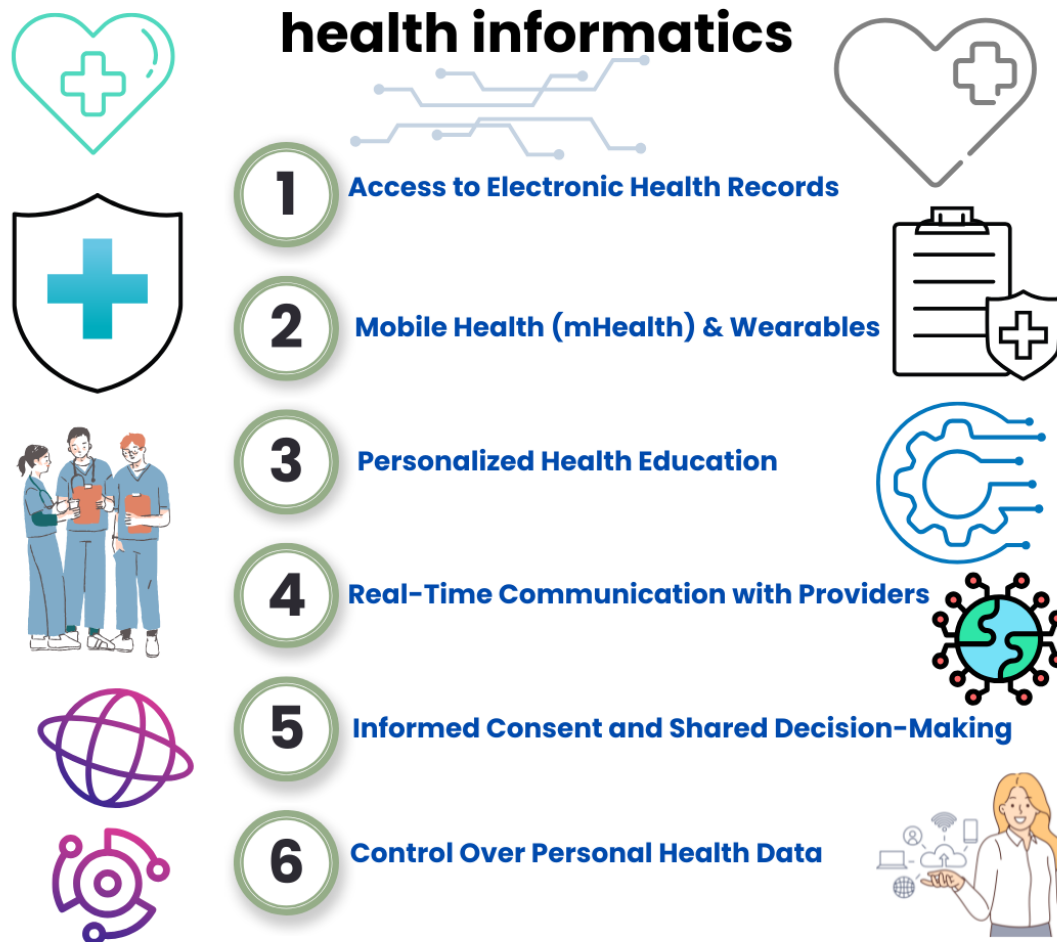 health informatics
1 Access to Electronic Health Records
2 Mobile Health (mHealth) & Wearables
3 Personalized Health Education
4 Real-Time Communication with Providers
5 Informed Consent and Shared Decision-Making
6 Control Over Personal Health Data